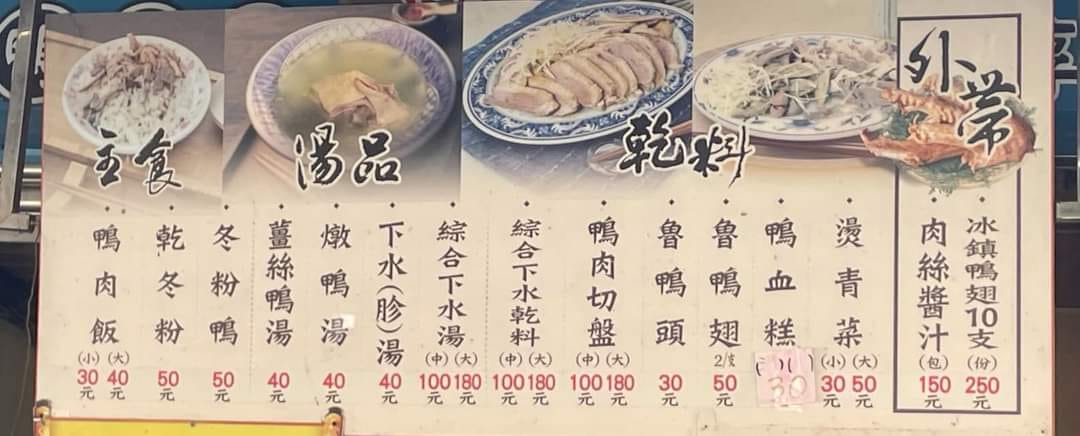 主食
湯品
乾料
外帶
鴨肉飯 (小) 30元 (大) 40元
乾冬粉 50元
冬粉鴨 50元
薑絲鴨湯 40元
燉鴨湯 40元
下水(胗)湯 40元
綜合下水湯 (中) 100元 (大) 180元
綜合下水乾料 (中) 100元 (大) 180元
鴨肉切盤 (中) 100元 (大) 180元
魯鴨頭 30元
魯鴨翅 2支 50元
鴨血糕 30
燙青菜 (小) 30元 (大) 50元
肉絲醬汁 (包) 150元
冰鎮鴨翅10支 (份) 250元